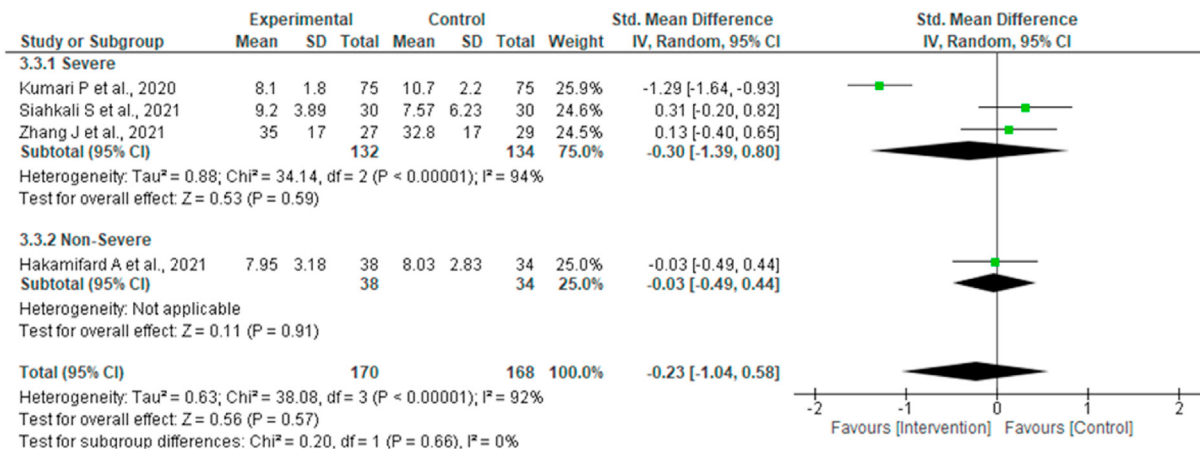 Experimental Control Std. Mean Difference Std. Mean Difference
Study or Subgroup Mean SD Total Mean SD Total Weight IV, Random, 95% CI IV, Random, 95% CI
3.3.1 Severe
Kumari P et al., 2020 8.1 1.8 75 10.7 2.2 75 25.9% -1.29 [-1.64, -0.93]
Siahkali S et al., 2021 9.2 3.89 30 7.57 6.23 30 24.6% 0.31 [-0.20, 0.82]
Zhang J et al., 2021 35 17 27 32.8 17 29 24.5% 0.13 [-0.40, 0.65]
Subtotal (95% CI) 132 134 75.0% -0.30 [-1.39, 0.80]
Heterogeneity: Tau² = 0.88; Chi² = 34.14, df = 2 (P < 0.00001); I² = 94%
Test for overall effect: Z = 0.53 (P = 0.59)
3.3.2 Non-Severe
Hakamifard A et al., 2021 7.95 3.18 38 8.03 2.83 34 25.0% -0.03 [-0.49, 0.44]
Subtotal (95% CI) 38 34 25.0% -0.03 [-0.49, 0.44]
Heterogeneity: Not applicable
Test for overall effect: Z = 0.11 (P = 0.91)
Total (95% CI) 170 168 100.0% -0.23 [-1.04, 0.58]
Heterogeneity: Tau² = 0.63; Chi² = 38.08, df = 3 (P < 0.00001); I² = 92%
Test for overall effect: Z = 0.56 (P = 0.57)
Test for subgroup differences: Chi² = 0.20, df = 1 (P = 0.66), I² = 0%
-2 -1 0 1 2
Favours [Intervention] Favours [Control]